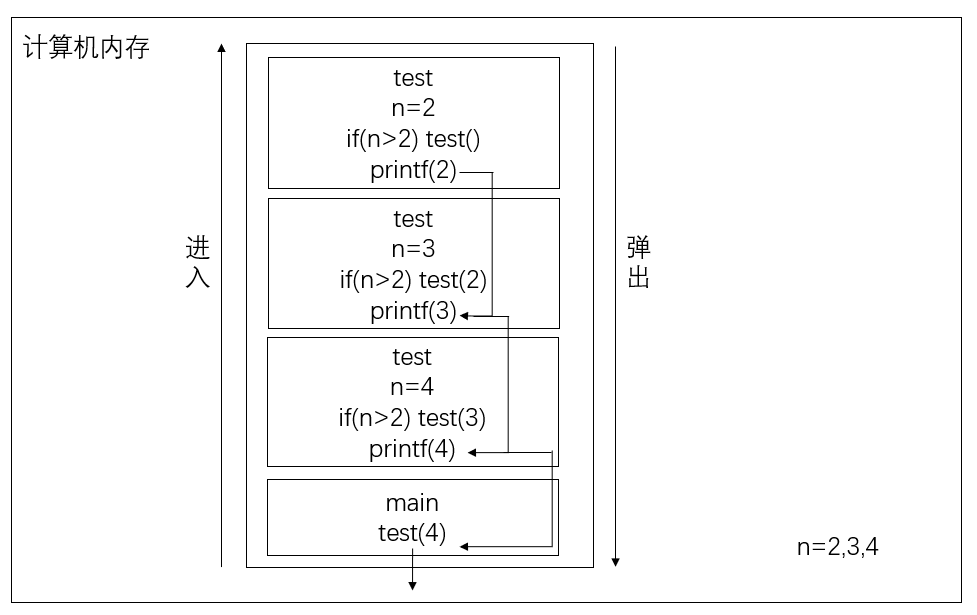 计算机内存
test
n=2
if(n>2) test()
printf(2)
test
n=3
if(n>2) test(2)
printf(3)
进入
弹出
test
n=4
if(n>2) test(3)
printf(4)
main
test(4)
n=2,3,4